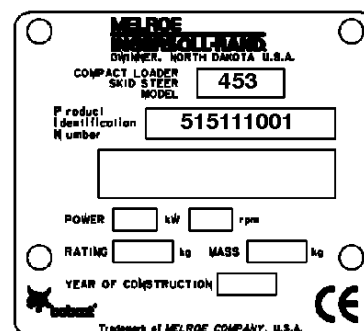 MELROE
INGERSOLL-RAND
GWINNER, NORTH DAKOTA U.S.A.
COMPACT LOADER
SKID STEER
MODEL
453
Product
Identification
Number
515111001
POWER kW rpm
RATING kg MASS kg
YEAR OF CONSTRUCTION
bobcat
CE
Trademark of MELROE COMPANY, U.S.A.